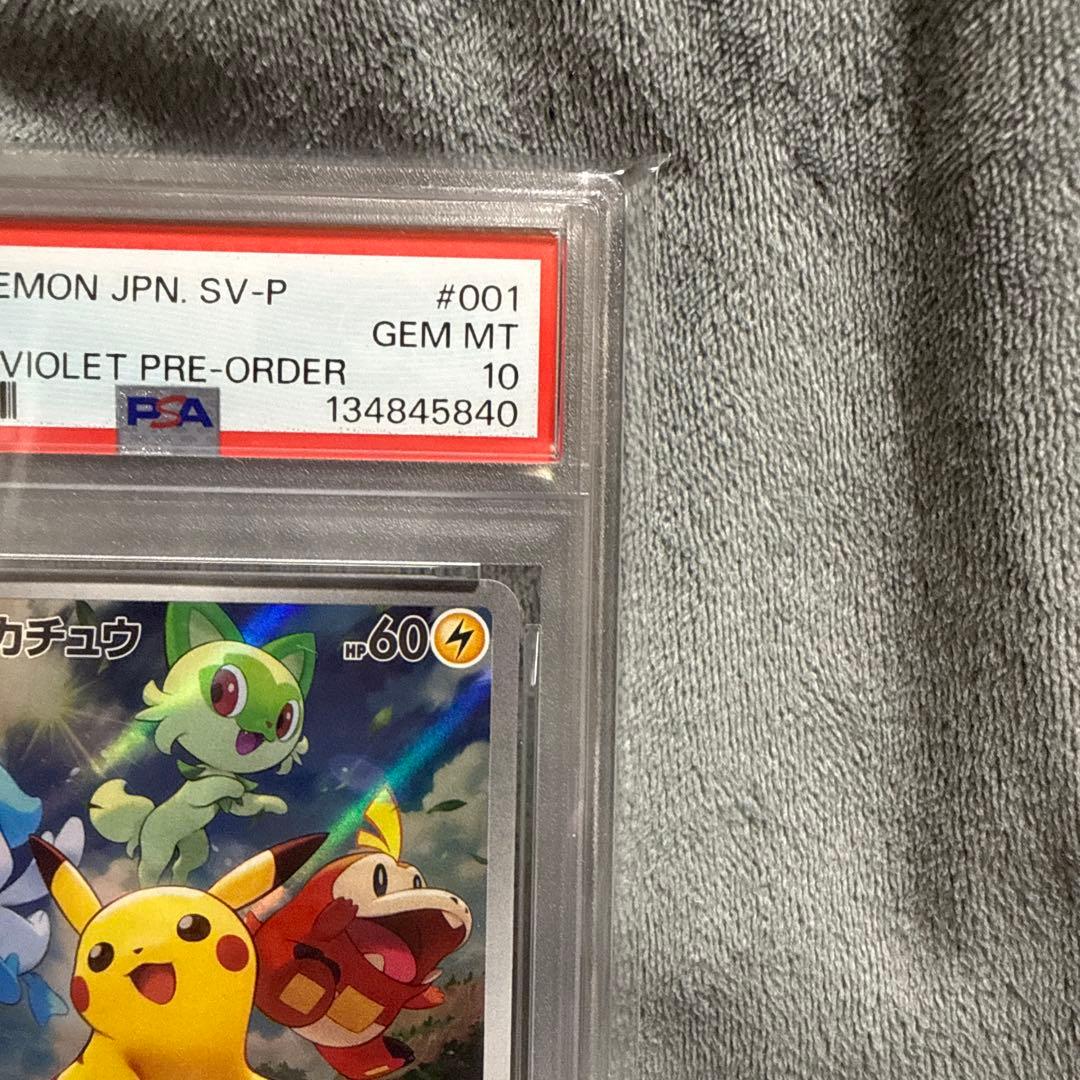 EMON JPN. SV-P #001
GEM MT
VIOLET PRE-ORDER 10
PSA 134845840
カチュウ HP60